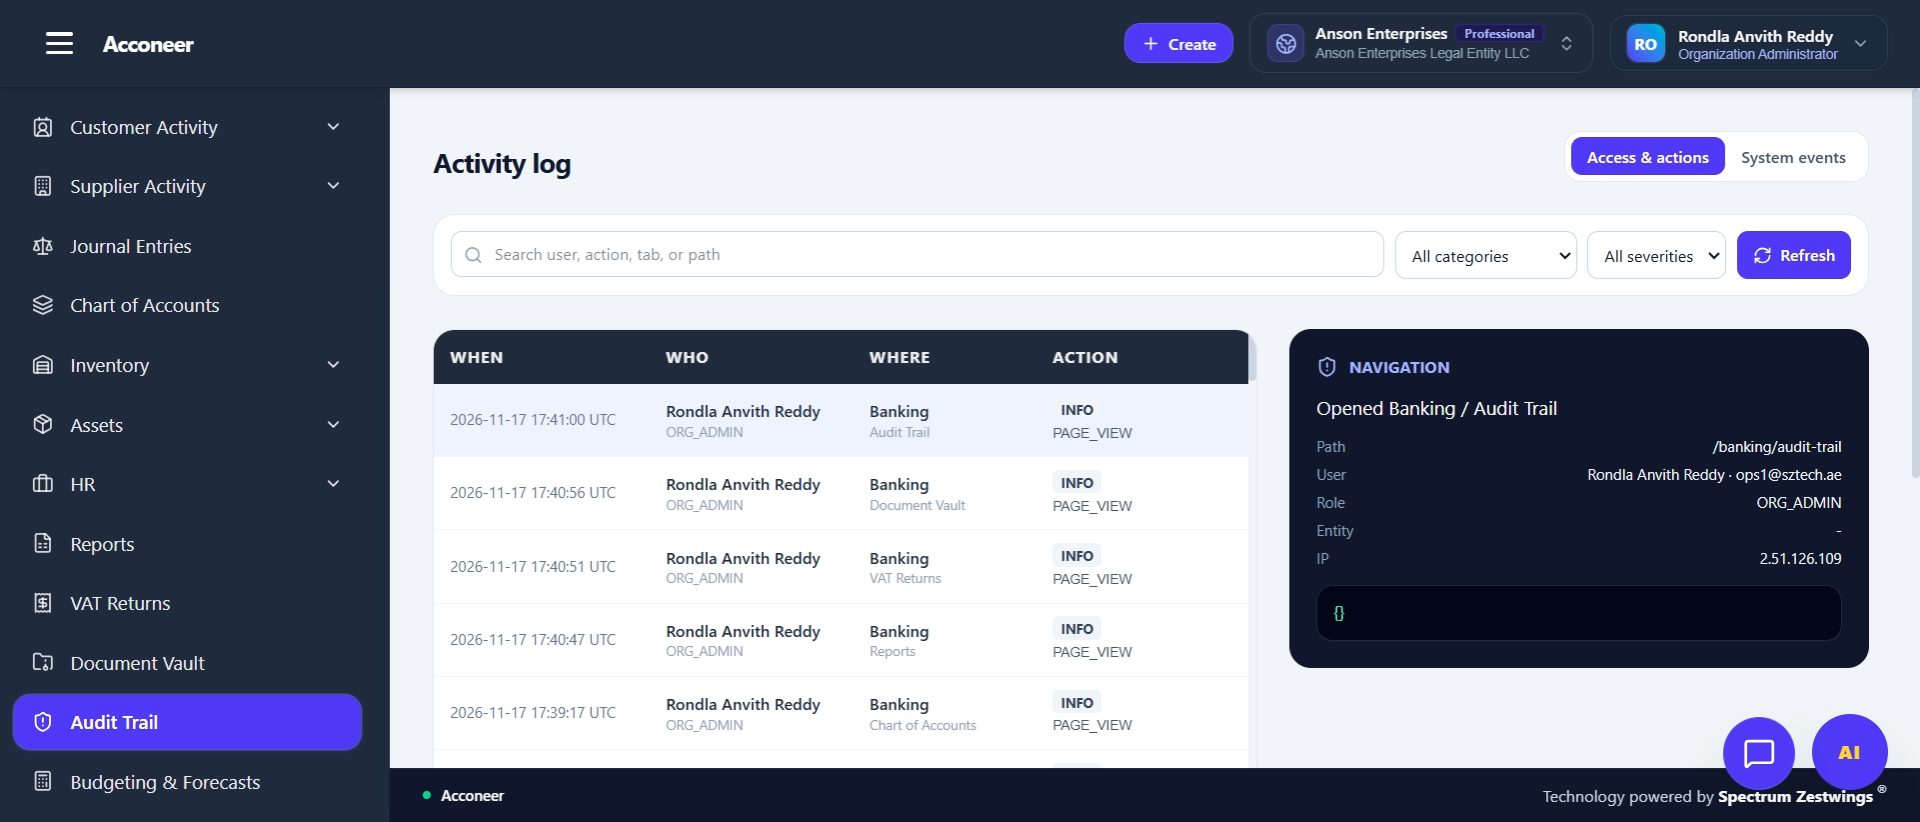 Acconeer
Create
Anson Enterprises Professional
Anson Enterprises Legal Entity LLC
RO
Rondla Anvith Reddy
Organization Administrator
Customer Activity
Supplier Activity
Journal Entries
Chart of Accounts
Inventory
Assets
HR
Reports
VAT Returns
Document Vault
Audit Trail
Budgeting & Forecasts
Activity log
Access & actions System events
Search user, action, tab, or path
All categories
All severities
Refresh
WHEN WHO WHERE ACTION
2026-11-17 17:41:00 UTC
Rondla Anvith Reddy
ORG_ADMIN
Banking
Audit Trail
INFO
PAGE_VIEW
2026-11-17 17:40:56 UTC
Rondla Anvith Reddy
ORG_ADMIN
Banking
Document Vault
INFO
PAGE_VIEW
2026-11-17 17:40:51 UTC
Rondla Anvith Reddy
ORG_ADMIN
Banking
VAT Returns
INFO
PAGE_VIEW
2026-11-17 17:40:47 UTC
Rondla Anvith Reddy
ORG_ADMIN
Banking
Reports
INFO
PAGE_VIEW
2026-11-17 17:39:17 UTC
Rondla Anvith Reddy
ORG_ADMIN
Banking
Chart of Accounts
INFO
PAGE_VIEW
NAVIGATION
Opened Banking / Audit Trail
Path /banking/audit-trail
User Rondla Anvith Reddy · ops1@sztech.ae
Role ORG_ADMIN
Entity -
IP 2.51.126.109
{}
AI
Acconeer
Technology powered by Spectrum Zestwings ®